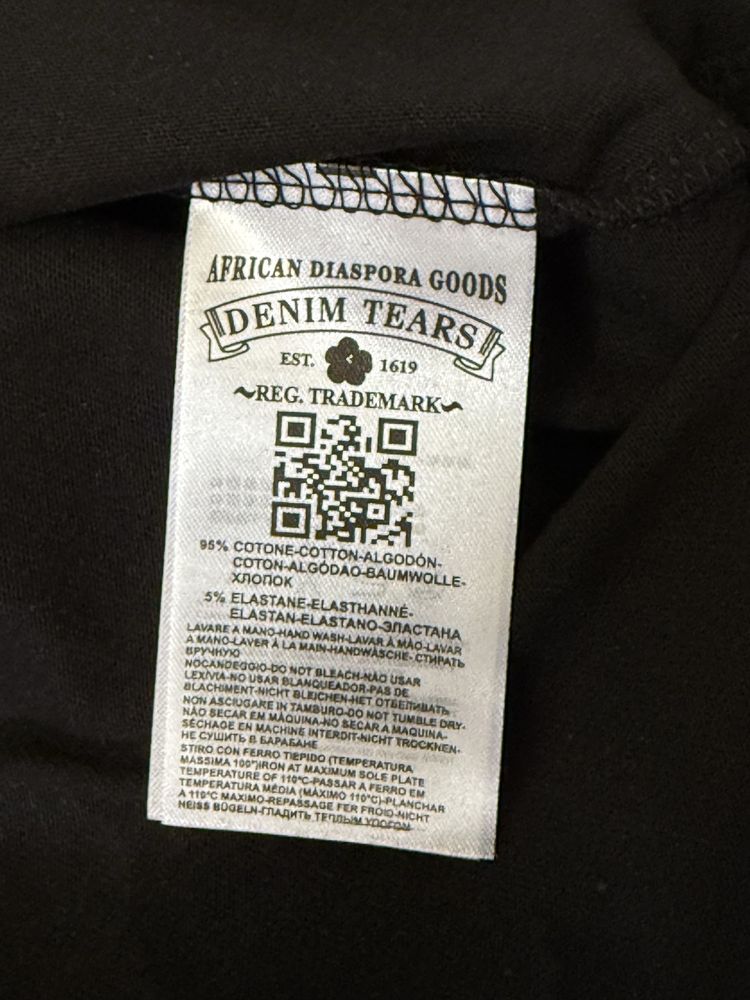 AFRICAN DIASPORA GOODS
DENIM TEARS
EST. 1619
~REG. TRADEMARK~
95% COTONE-COTTON-ALGODÓN-
COTON-ALGÓDAO-BAUMWOLLE-
ХЛОПОК
5% ELASTANE-ELASTHANNE-
ELASTAN-ELASTANO-ЭЛАСТАНА
LAVARE A MANO-HAND WASH-LAVAR À MÃO-LAVAR
A MANO-LAVER À LA MAIN-HANDWÄSCHE- СТИРАТЬ
ВРУЧНУЮ
NOCANDEGGIO-DO NOT BLEACH-NÃO USAR
LEXIVIA-NO USAR BLANQUEADOR-PAS DE
BLACHIMENT-NICHT BLEICHEN-НЕТ ОТБЕЛИВАТЬ
NON ASCIUGARE IN TAMBURO-DO NOT TUMBLE DRY-
NÃO SECAR EM MÁQUINA-NO SECAR A MAQUINA-
SÉCHAGE EN MACHINE INTERDIT-NICHT TROCKNEN-
НЕ СУШИТЬ В БАРАБАНЕ
STIRO CON FERRO TIEPIDO (TEMPERATURA
MASSIMA 100°)IRON AT MAXIMUM SOLE PLATE
TEMPERATURE OF 110°C-PASSAR A FERRO EM
TEMPERATURA MÉDIA (MÁXIMO 110°C)-PLANCHAR
A 110°C MAXIMO-REPASSAGE FER FROID-NICHT
HEISS BÜGELN-ГЛАДИТЬ ТЕПЛЫМ УТЮГОМ